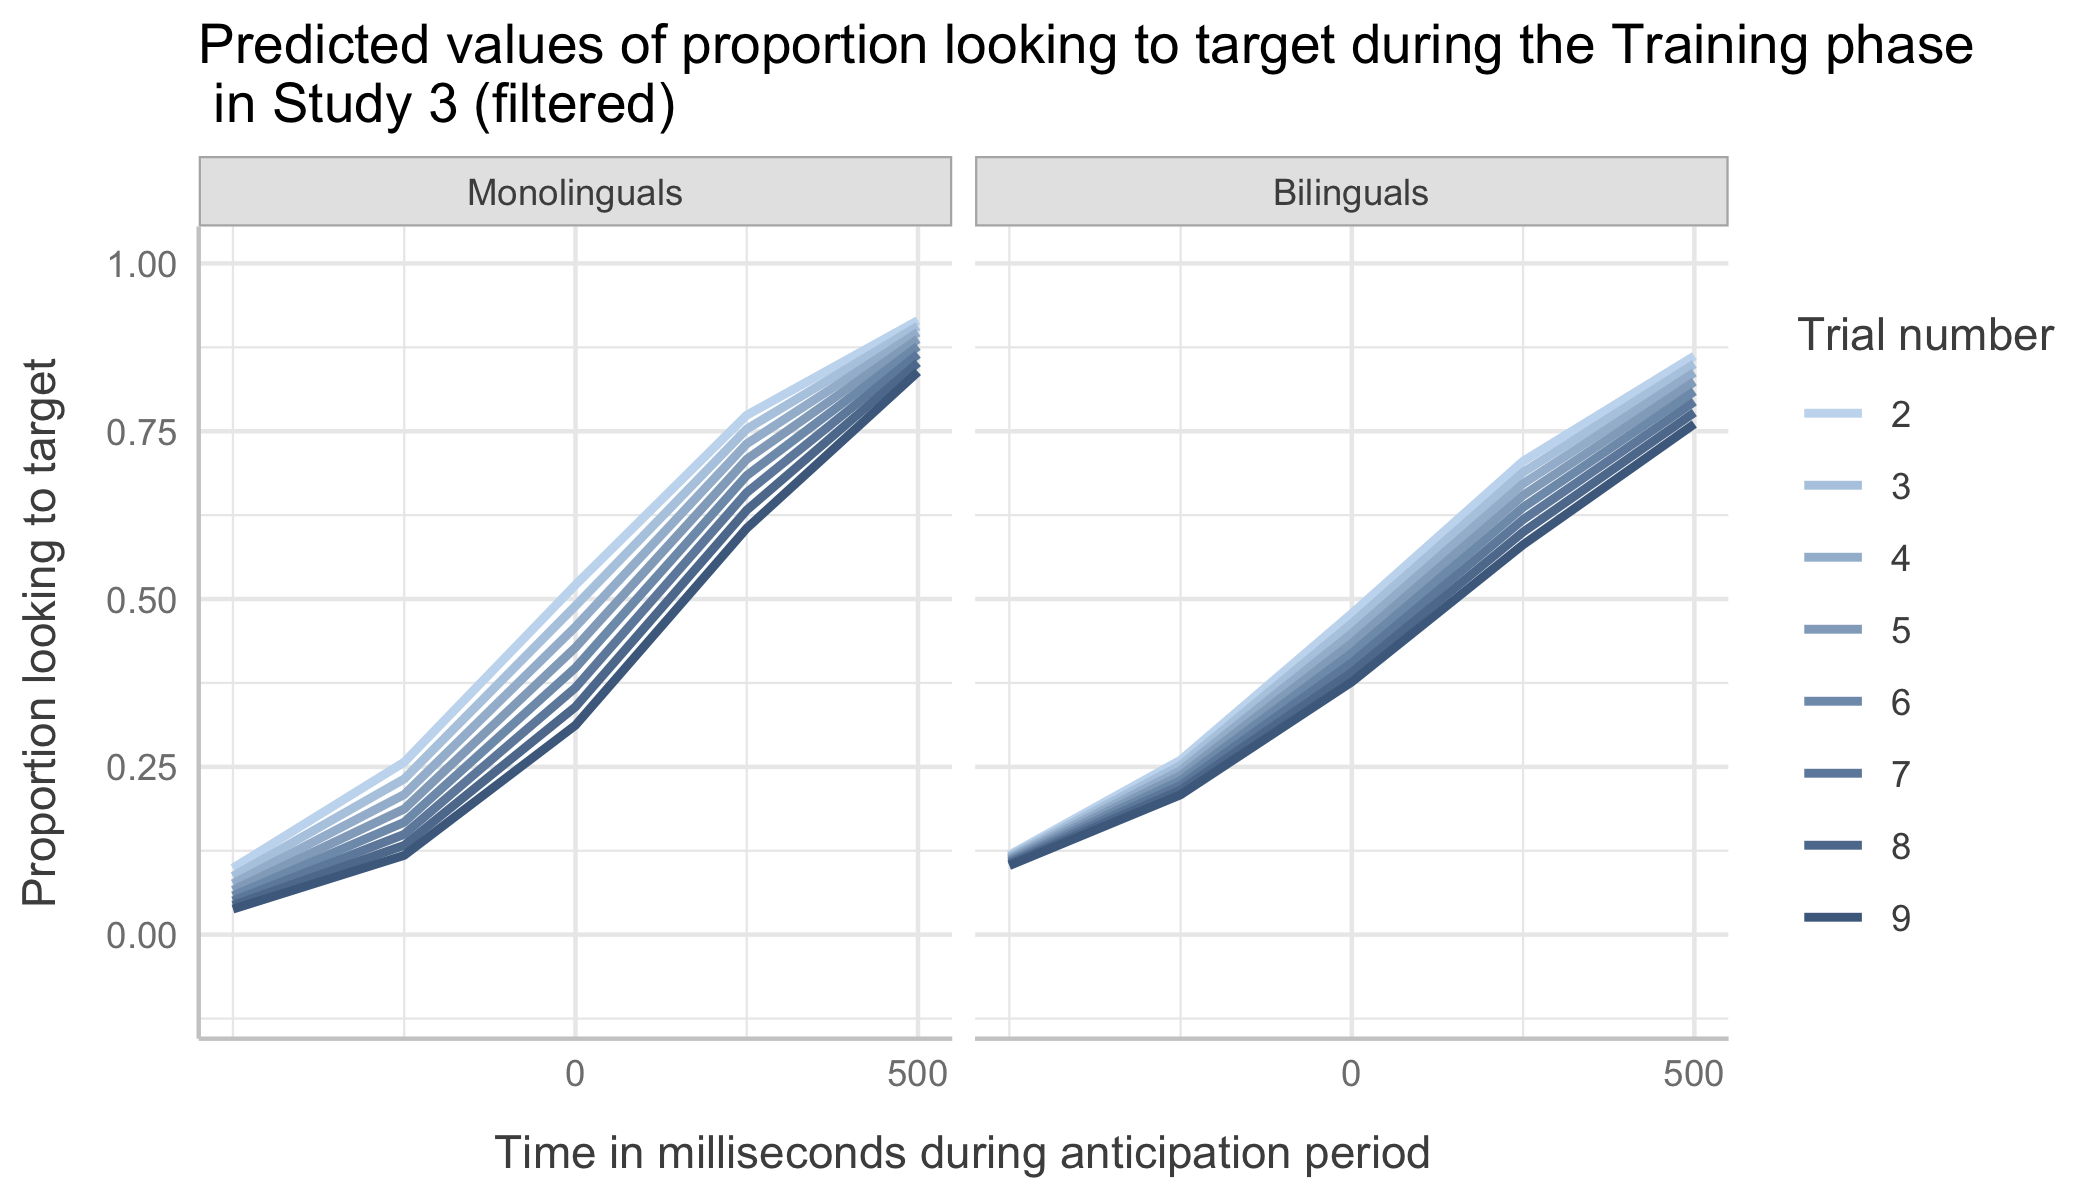 Predicted values of proportion looking to target during the Training phase
in Study 3 (filtered)
Monolinguals
Bilinguals
1.00
0.75
0.50
0.25
0.00
Proportion looking to target
0
500
0
500
Time in milliseconds during anticipation period
Trial number
2
3
4
5
6
7
8
9